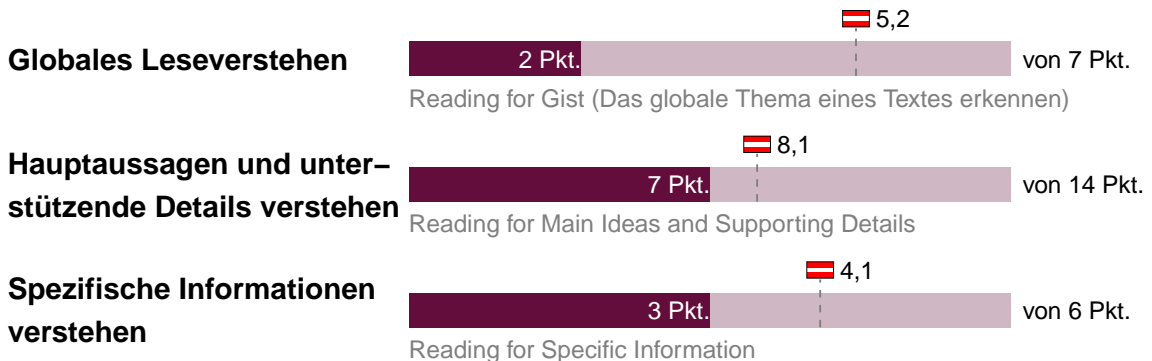 5,2
Globales Leseverstehen 2 Pkt. von 7 Pkt.
Reading for Gist (Das globale Thema eines Textes erkennen)
8,1
Hauptaussagen und unter–
stützende Details verstehen 7 Pkt. von 14 Pkt.
Reading for Main Ideas and Supporting Details
4,1
Spezifische Informationen
verstehen 3 Pkt. von 6 Pkt.
Reading for Specific Information